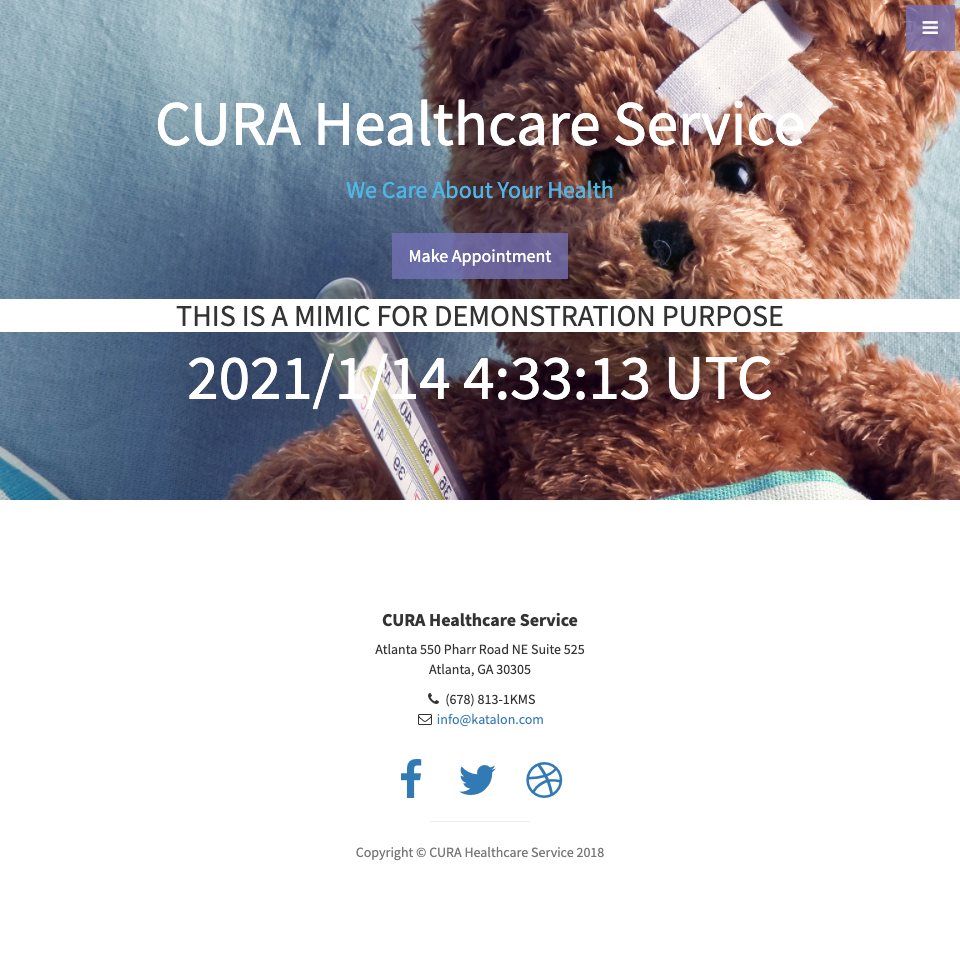 CURA Healthcare Service
We Care About Your Health
Make Appointment
THIS IS A MIMIC FOR DEMONSTRATION PURPOSE
2021/1/14 4:33:13 UTC
CURA Healthcare Service
Atlanta 550 Pharr Road NE Suite 525
Atlanta, GA 30305
(678) 813-1KMS
info@katalon.com
Copyright © CURA Healthcare Service 2018